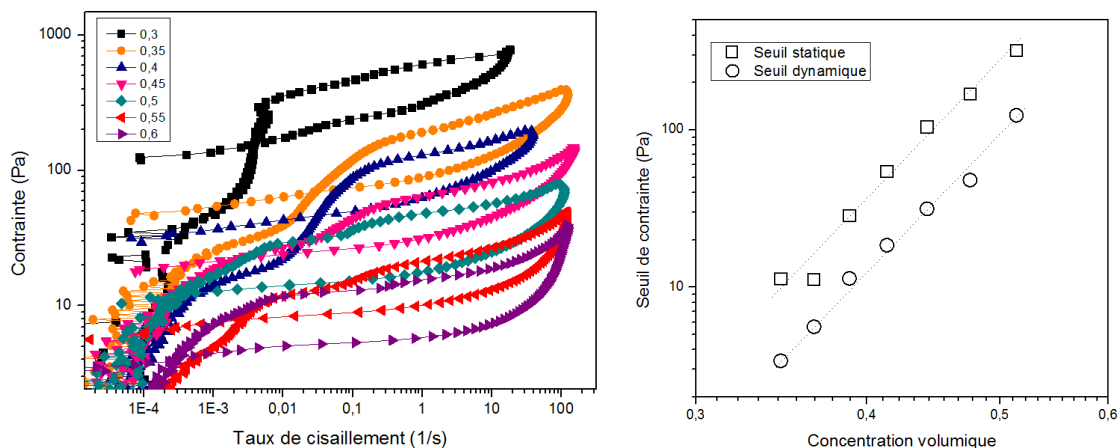 1000
100
10
Contrainte (Pa)
0,3
0,35
0,4
0,45
0,5
0,55
0,6
1E-4
1E-3
0,01
0,1
1
10
100
Taux de cisaillement (1/s)
Seuil statique
Seuil dynamique
100
10
Seuil de contrainte (Pa)
0,3
0,4
0,5
0,6
Concentration volumique